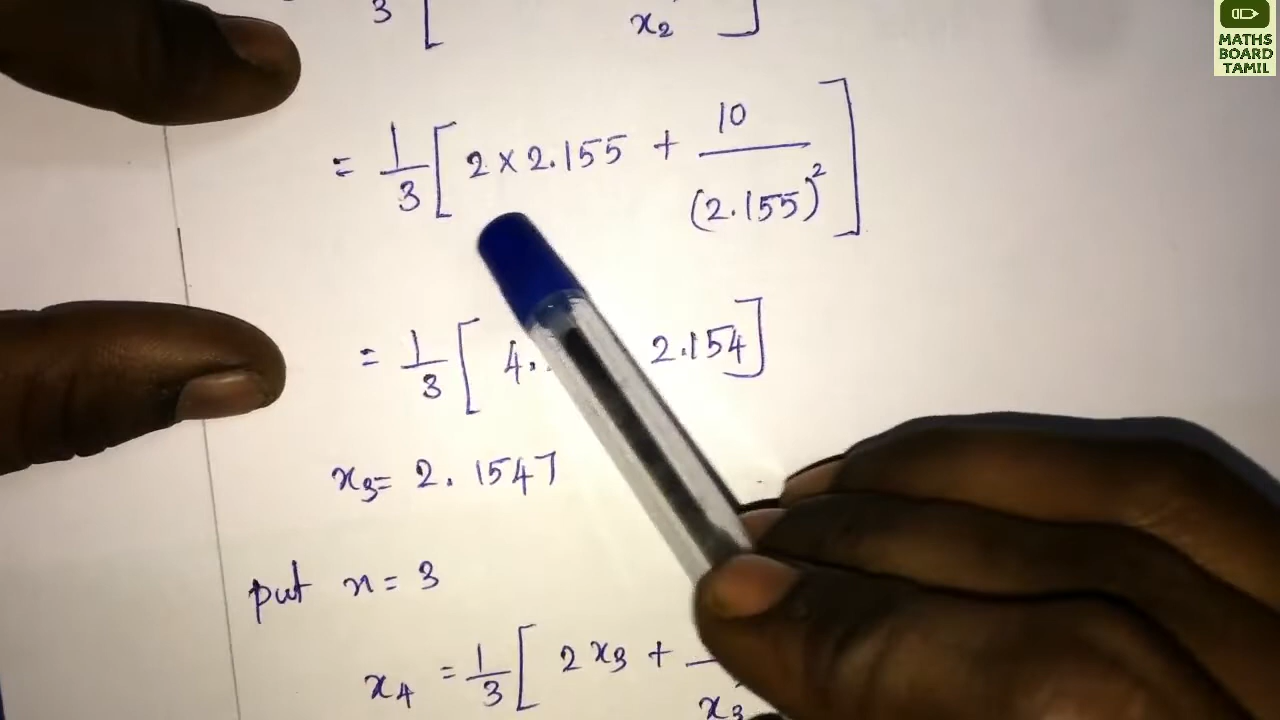 MATHS
BOARD
TAMIL
3 [ x₂ ]
= 1/3 [ 2 × 2.155 + 10/(2.155)² ]
= 1/3 [ 4. 2.154 ]
x₃ = 2.1547
put n = 3
x₄ = 1/3 [ 2x₃ + x₃